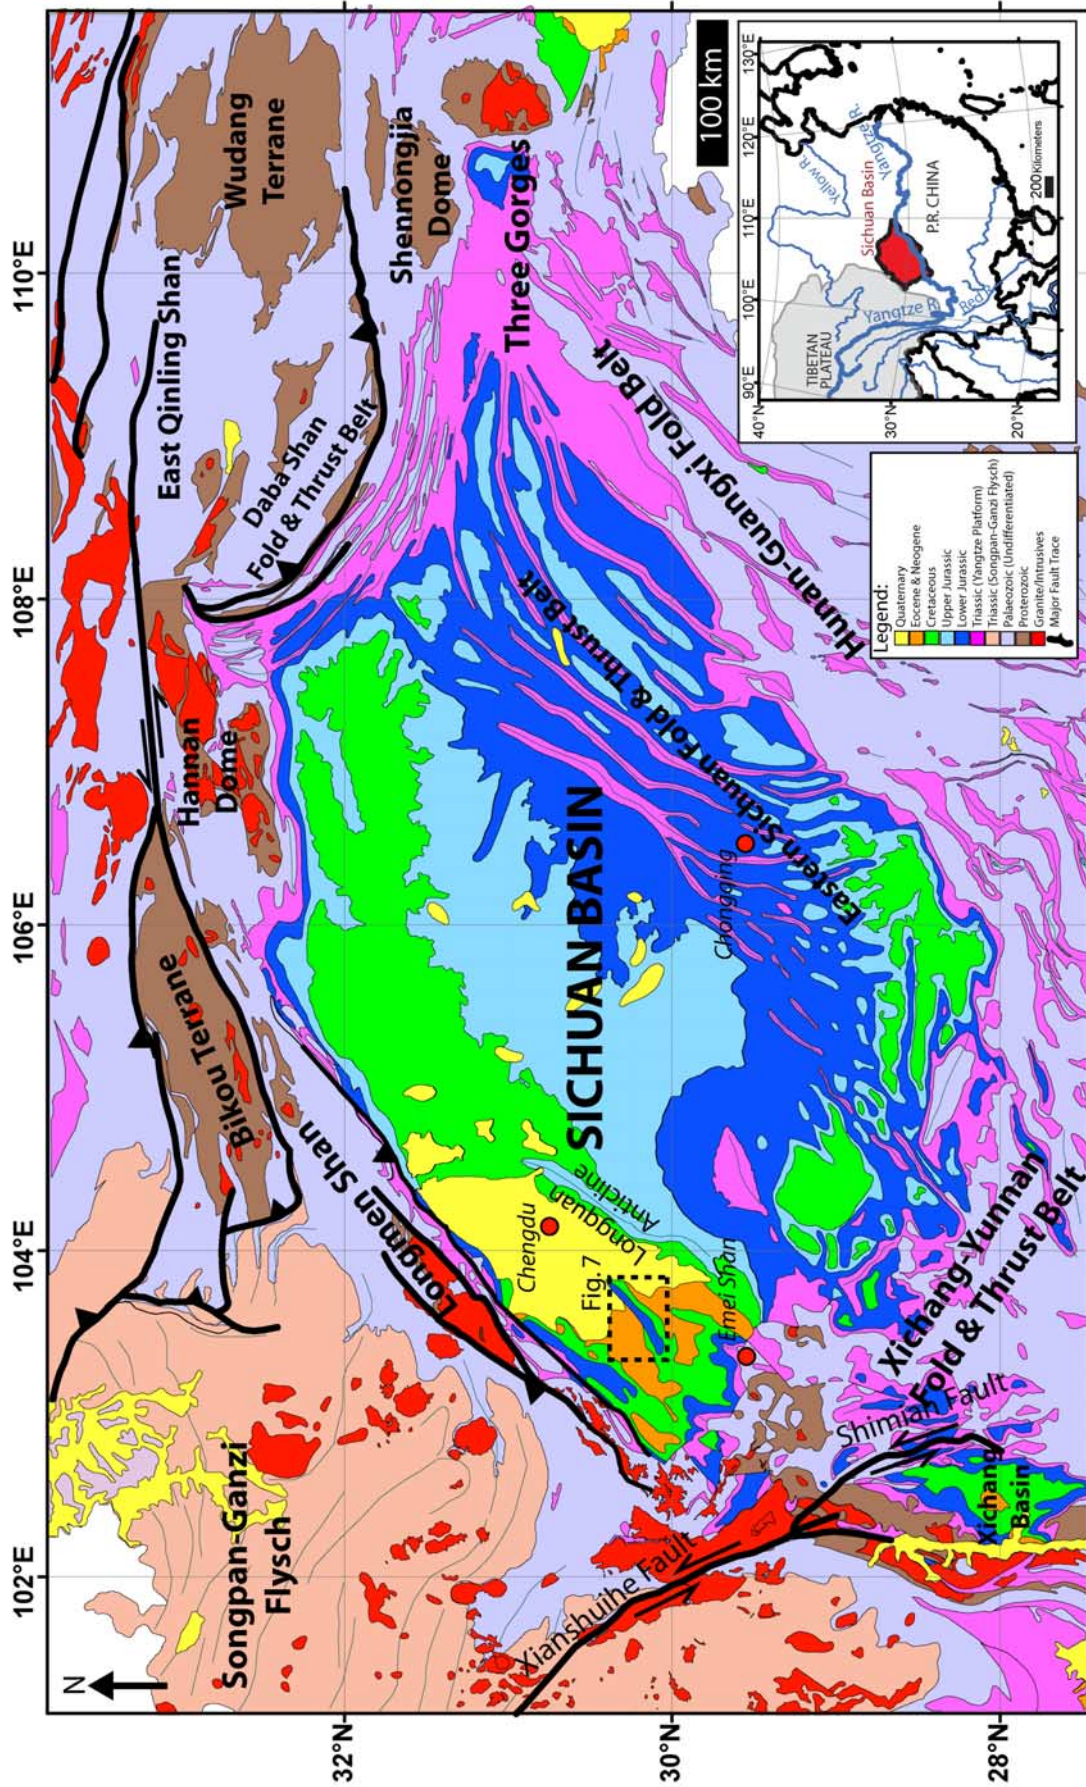 102°E
104°E
106°E
108°E
110°E
32°N
30°N
28°N
N
Songpan-Ganzi
Flysch
Bikou Terrane
Hannan
Dome
East Qinling Shan
Wudang
Terrane
Daba Shan
Fold & Thrust Belt
Shennongjia
Dome
Three Gorges
Longmen Shan
Chengdu
Longquan
Anticline
Fig. 7
SICHUAN BASIN
Emei Shan
Chongqing
Eastern Sichuan Fold & Thrust Belt
Hunan-Guangxi Fold Belt
Xianshuihe Fault
Shimian Fault
Xichang
Basin
Xichang-Yunnan
Fold & Thrust Belt
Legend:
Quaternary
Eocene & Neogene
Cretaceous
Upper Jurassic
Lower Jurassic
Triassic (Yangtze Platform)
Triassic (Songpan-Ganzi Flysch)
Palaeozoic (Undifferentiated)
Proterozoic
Granite/Intrusives
Major Fault Trace
100 km
90°E
100°E
110°E
120°E
130°E
40°N
30°N
20°N
TIBETAN
PLATEAU
Yellow R.
Sichuan Basin
Yangtze R.
Yangtze R.
Red R.
P.R. CHINA
200 Kilometers